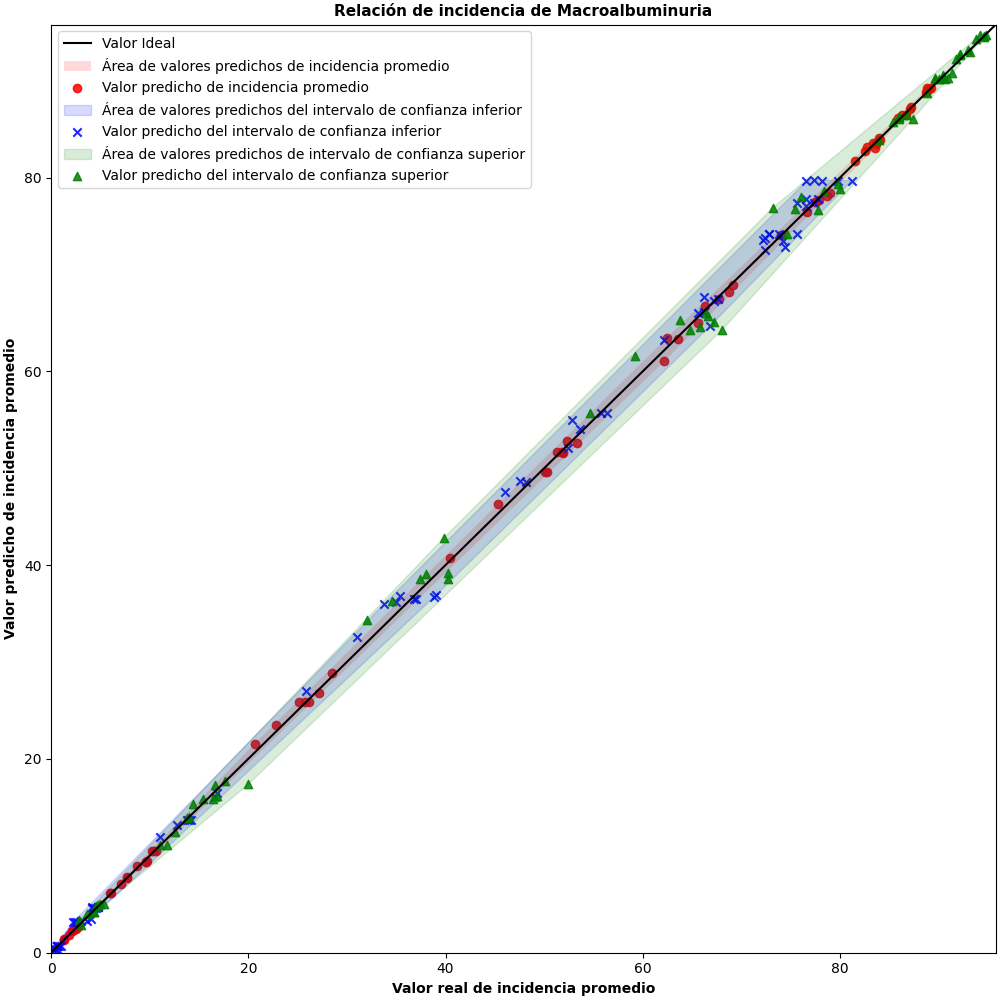 Relación de incidencia de Macroalbuminuria
Valor Ideal
Área de valores predichos de incidencia promedio
Valor predicho de incidencia promedio
Área de valores predichos del intervalo de confianza inferior
Valor predicho del intervalo de confianza inferior
Área de valores predichos de intervalo de confianza superior
Valor predicho del intervalo de confianza superior
Valor predicho de incidencia promedio
80
60
40
20
0
0 20 40 60 80
Valor real de incidencia promedio